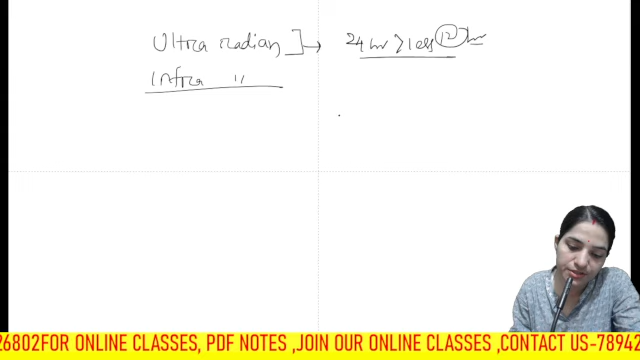 Ultra radian ] → 24 hr > less 12 hr
Infra "
26802FOR ONLINE CLASSES, PDF NOTES ,JOIN OUR ONLINE CLASSES ,CONTACT US-78942